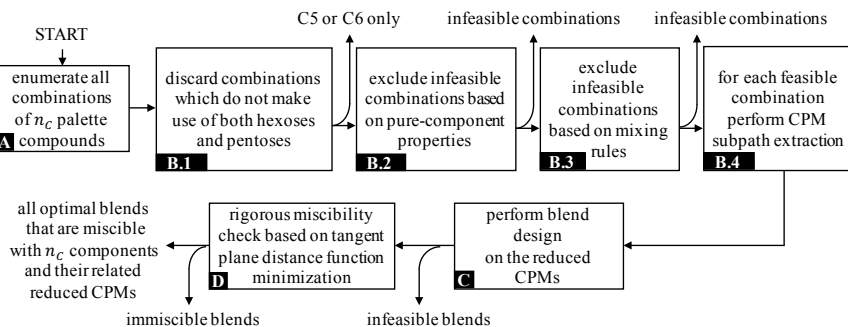 START
enumerate all
combinations
of n_C palette
compounds
A
C5 or C6 only
discard combinations
which do not make
use of both hexoses
and pentoses
B.1
infeasible combinations
exclude infeasible
combinations based
on pure-component
properties
B.2
infeasible combinations
exclude
infeasible
combinations
based on mixing
rules
B.3
for each feasible
combination
perform CPM
subpath extraction
B.4
perform blend
design
on the reduced
CPMs
C
infeasible blends
rigorous miscibility
check based on tangent
plane distance function
minimization
D
immiscible blends
all optimal blends
that are miscible
with n_C components
and their related
reduced CPMs